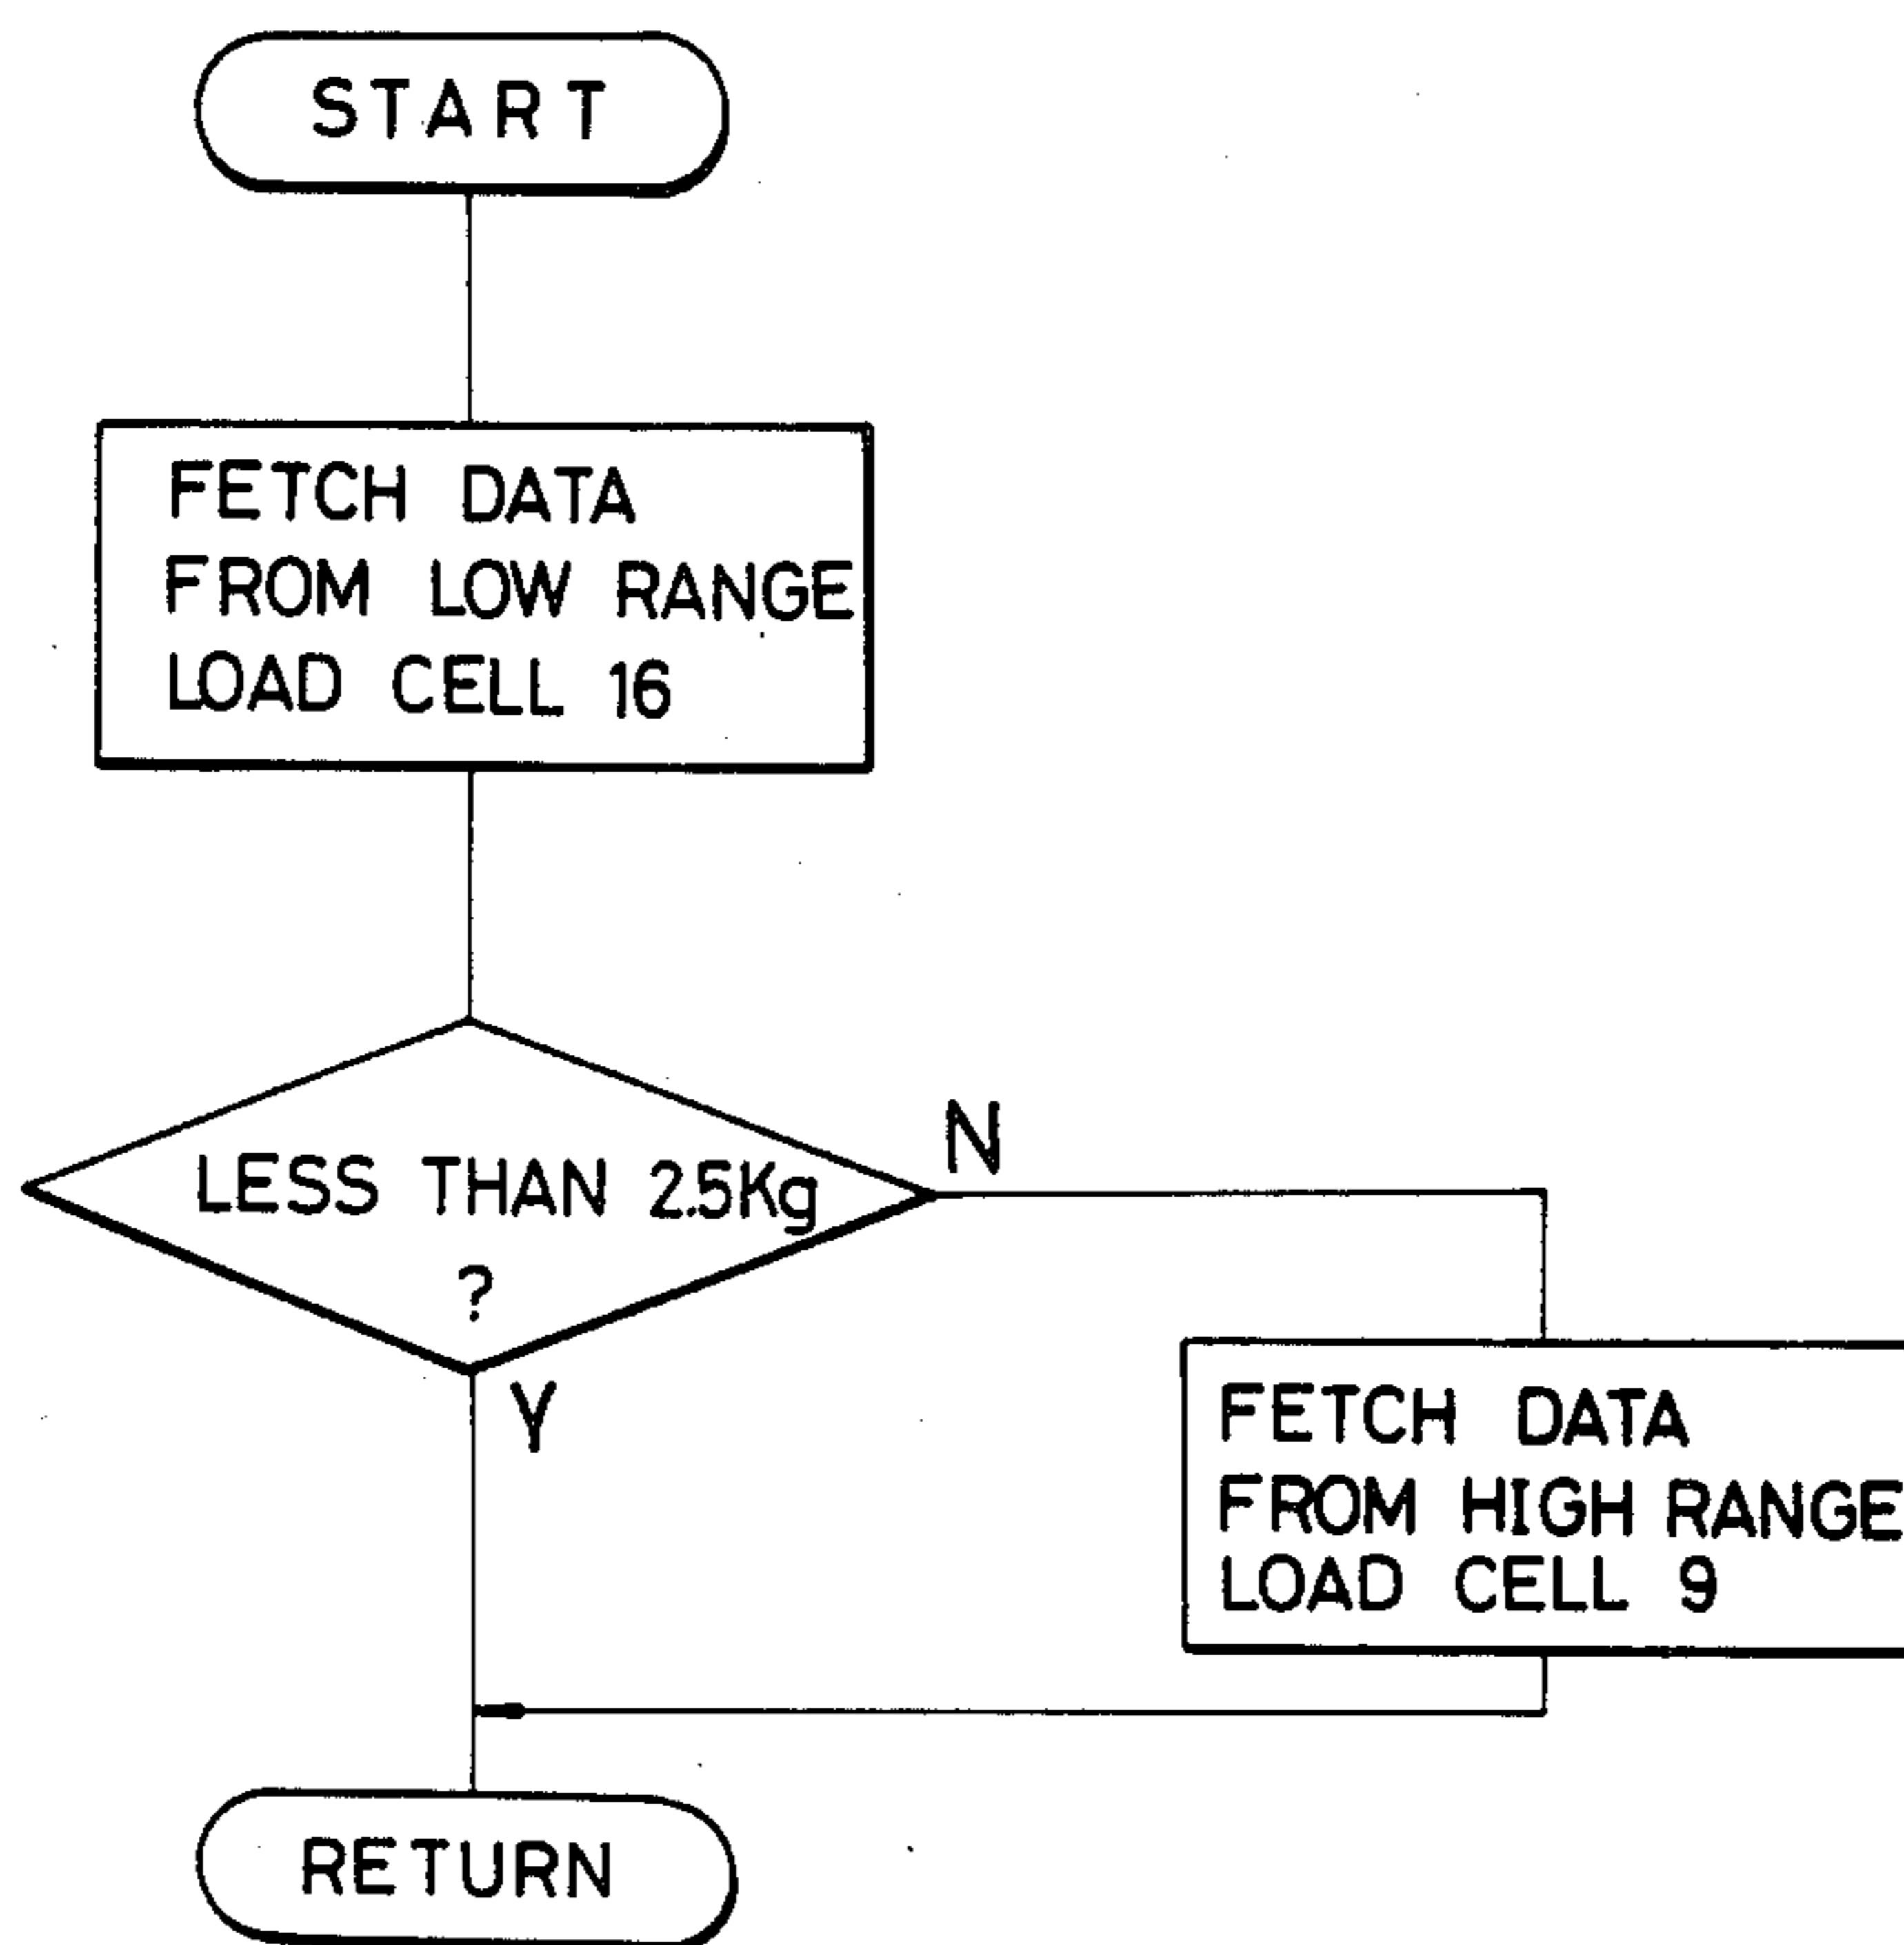 START
FETCH DATA
FROM LOW RANGE
LOAD CELL 16
LESS THAN 2.5Kg
?
N
Y
FETCH DATA
FROM HIGH RANGE
LOAD CELL 9
RETURN